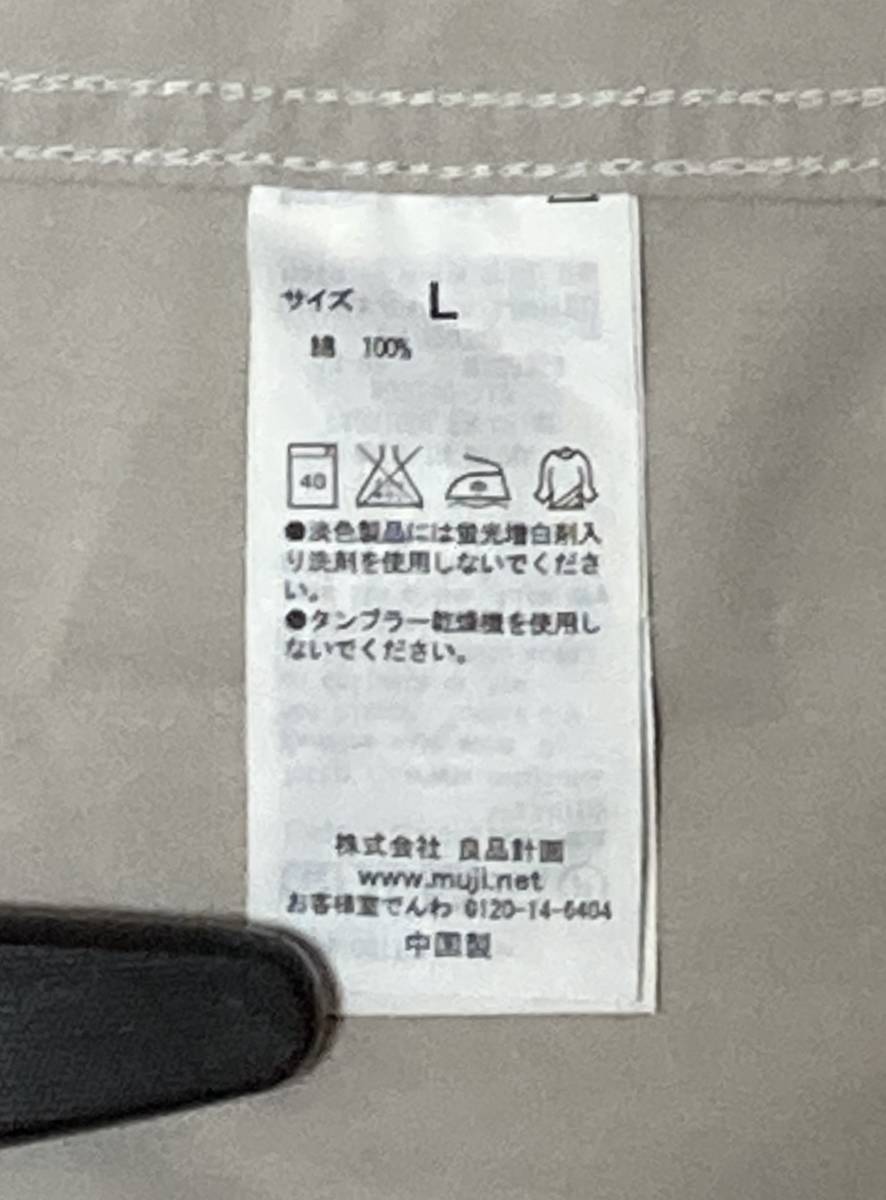 サイズ L
綿 100%
40
●淡色製品には蛍光増白剤入
り洗剤を使用しないでくださ
い。
●タンブラー乾燥機を使用し
ないでください。
株式会社 良品計画
www.muji.net
お客様室でんわ 0120-14-6404
中国製